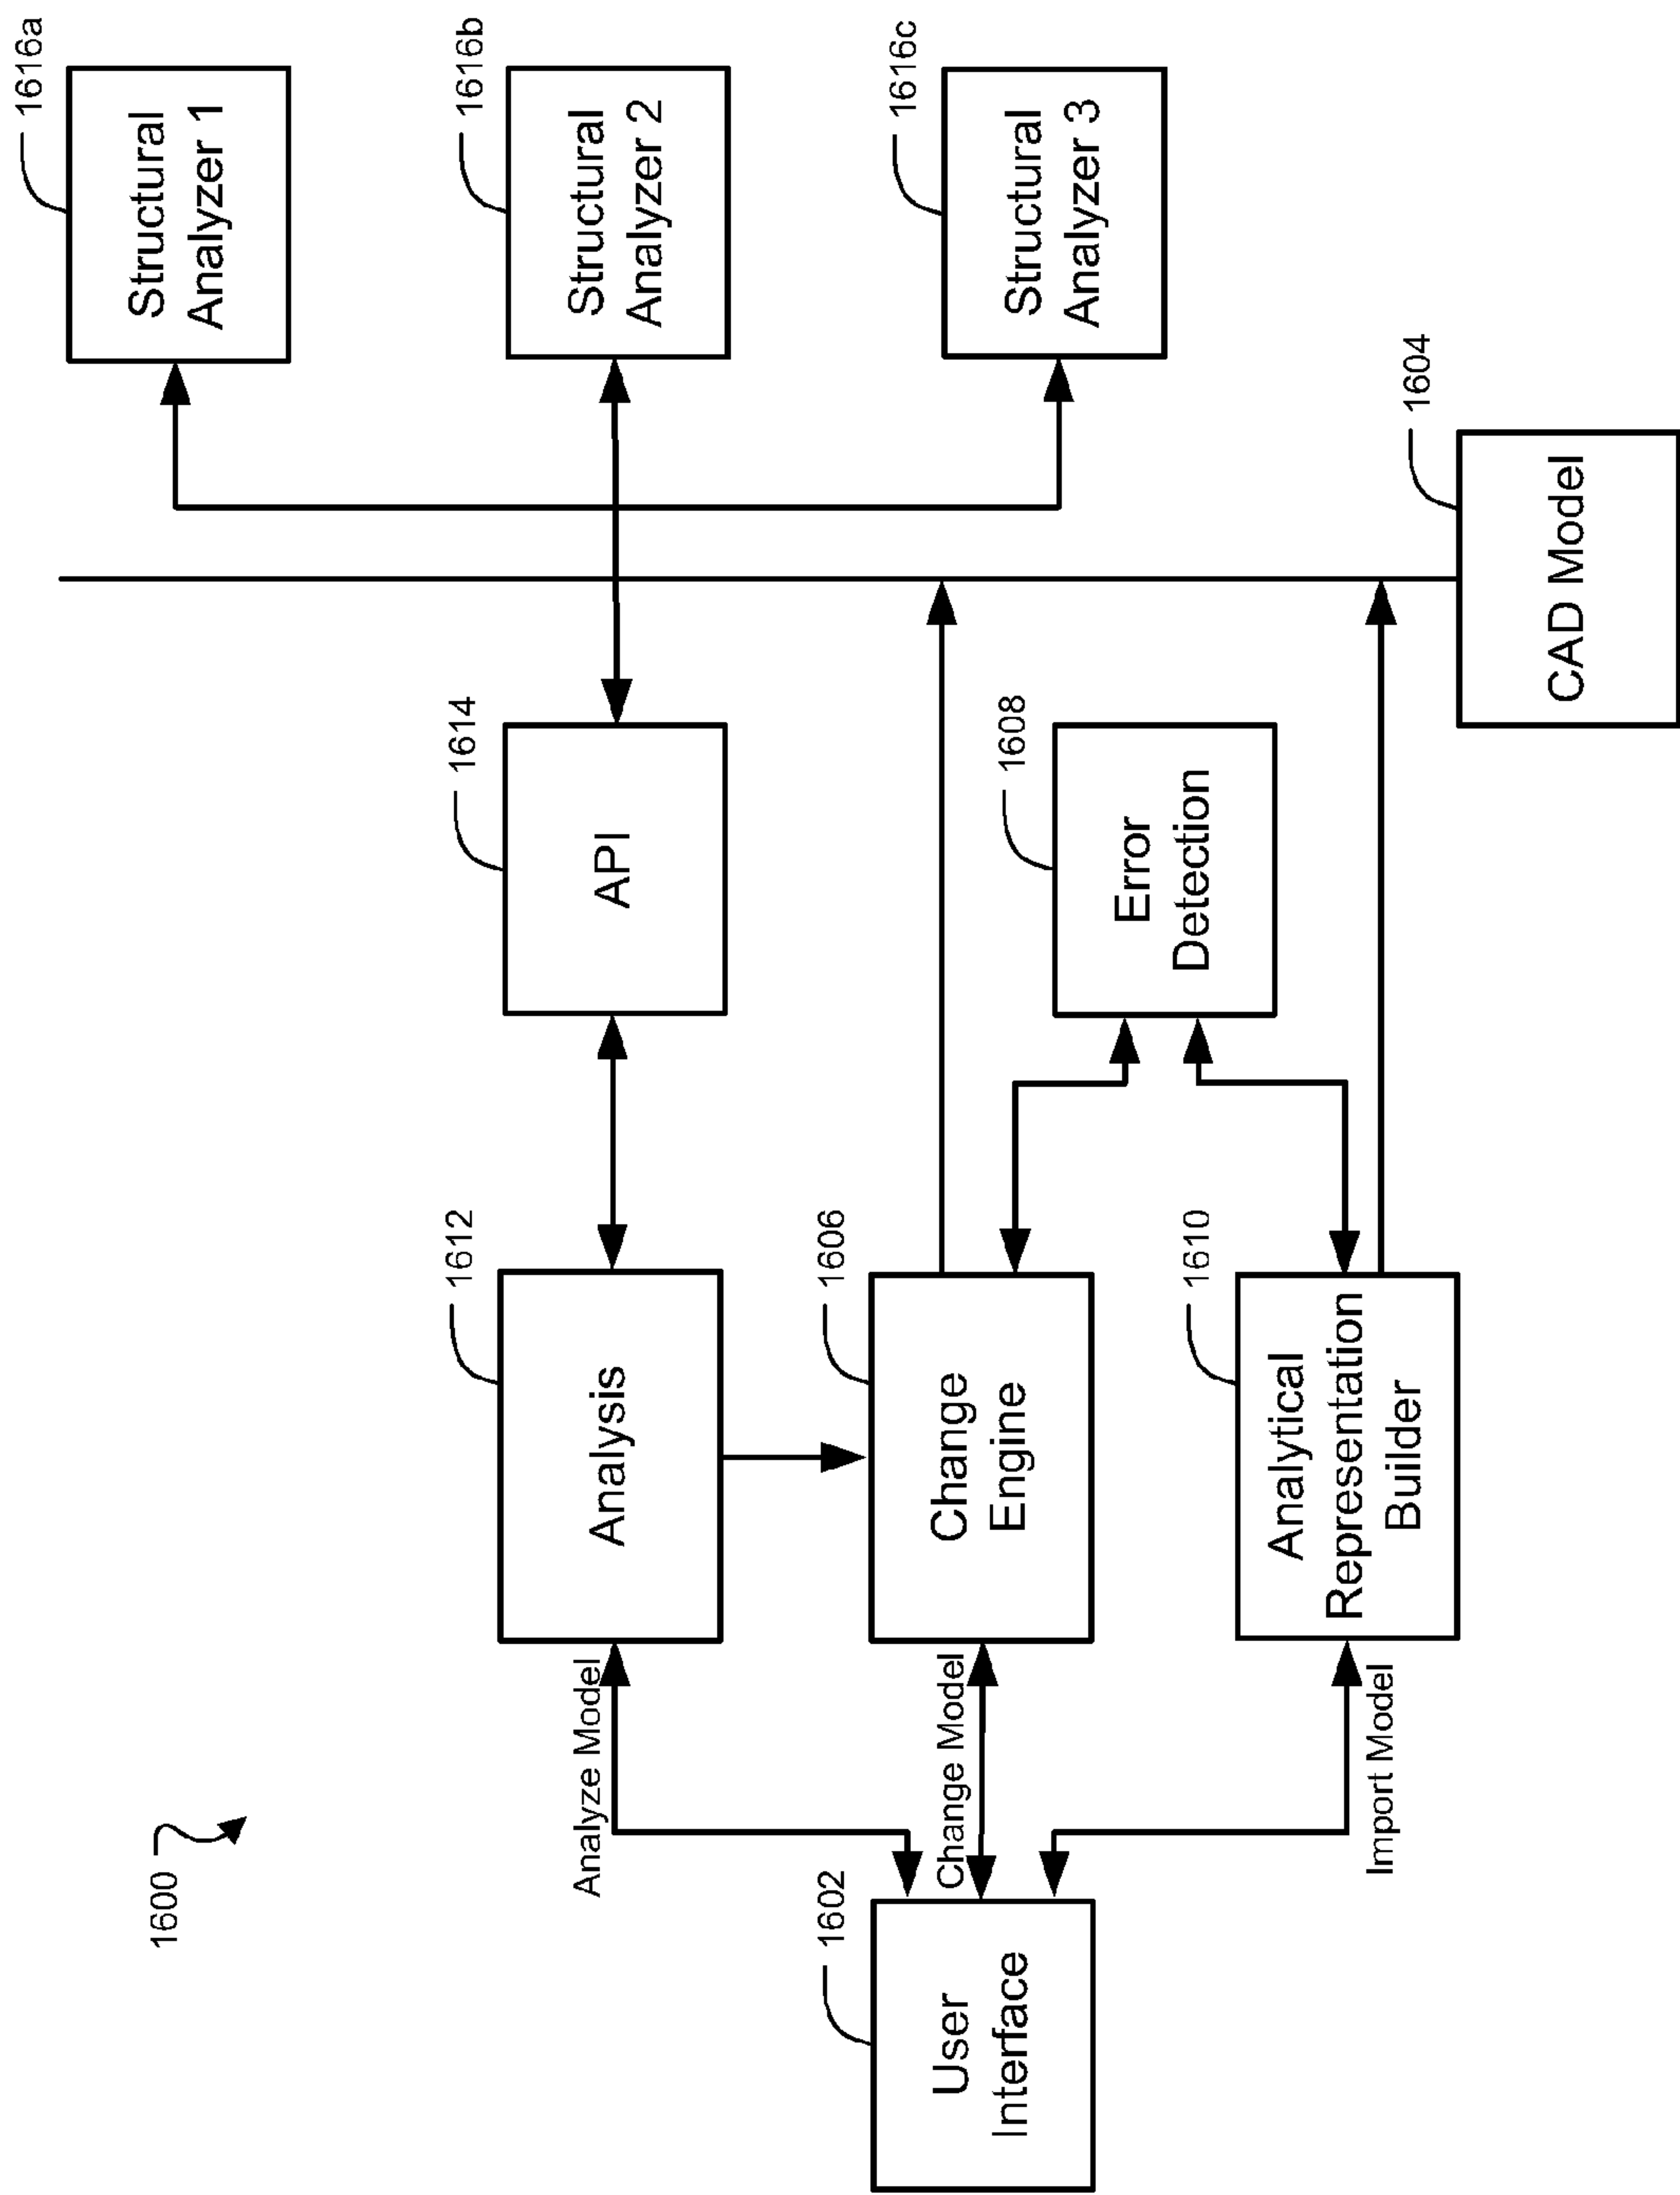 1600
1602
User
Interface
Analyze Model
Change Model
Import Model
1612
Analysis
1606
Change
Engine
1610
Analytical
Representation
Builder
1614
API
1608
Error
Detection
1604
CAD Model
1616a
Structural
Analyzer 1
1616b
Structural
Analyzer 2
1616c
Structural
Analyzer 3